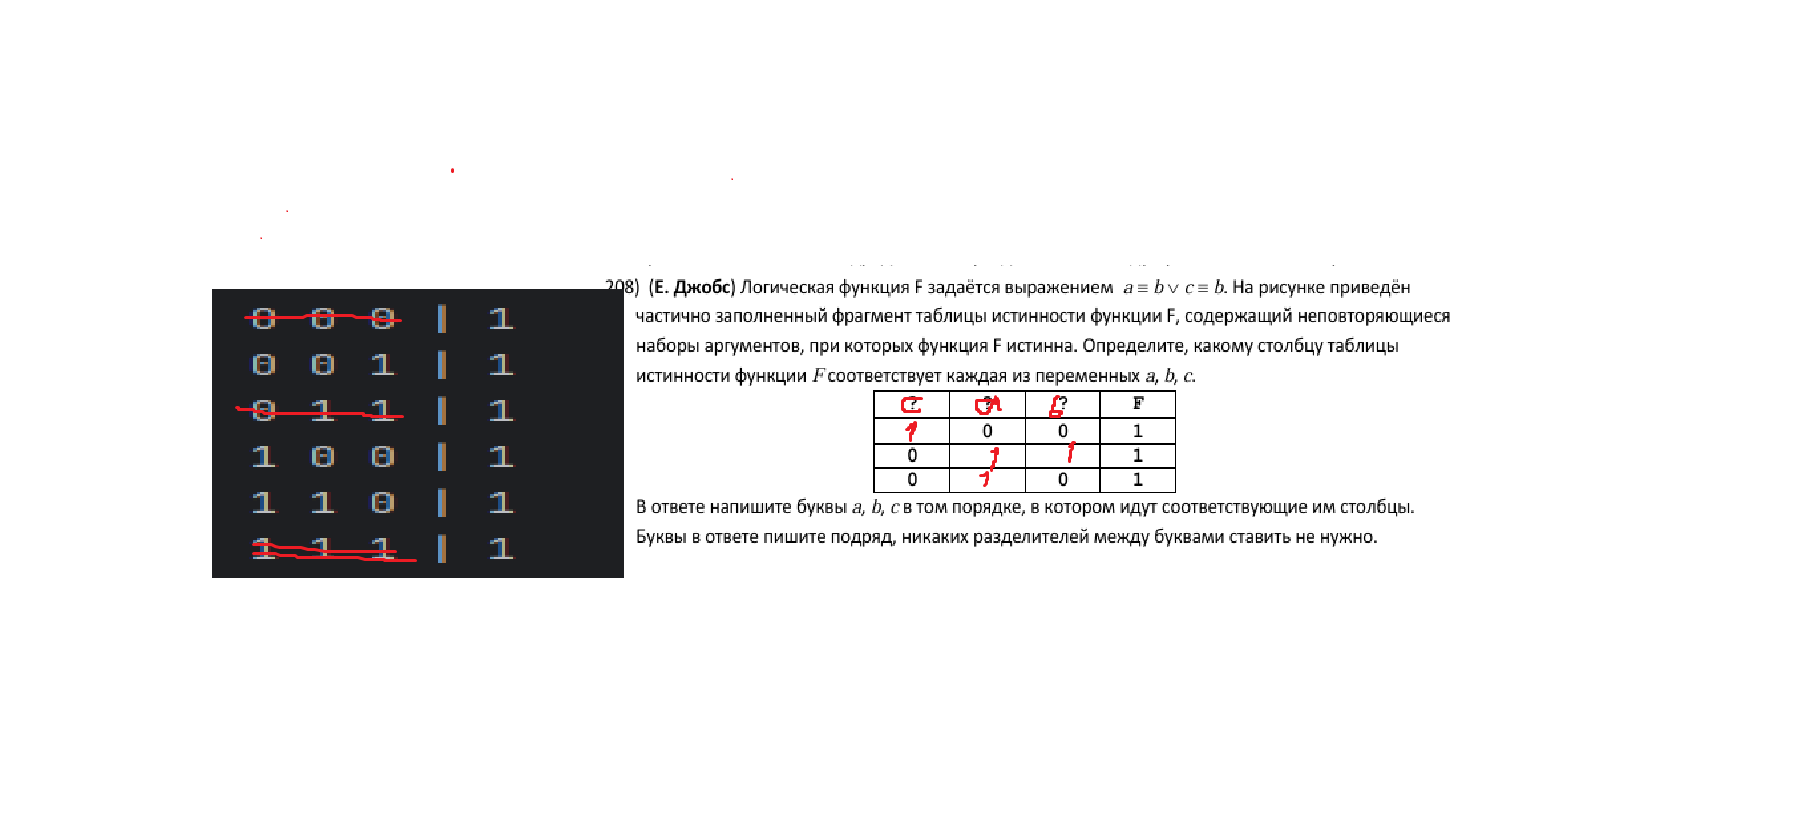 0 0 0 | 1
0 0 1 | 1
0 1 1 | 1
1 0 0 | 1
1 1 0 | 1
1 1 1 | 1
208) (Е. Джобс) Логическая функция F задаётся выражением a ≡ b ∨ c ≡ b. На рисунке приведён
частично заполненный фрагмент таблицы истинности функции F, содержащий неповторяющиеся
наборы аргументов, при которых функция F истинна. Определите, какому столбцу таблицы
истинности функции F соответствует каждая из переменных a, b, c.
? ? ? F
1 0 0 1
0 1 1 1
0 1 0 1
В ответе напишите буквы a, b, c в том порядке, в котором идут соответствующие им столбцы.
Буквы в ответе пишите подряд, никаких разделителей между буквами ставить не нужно.